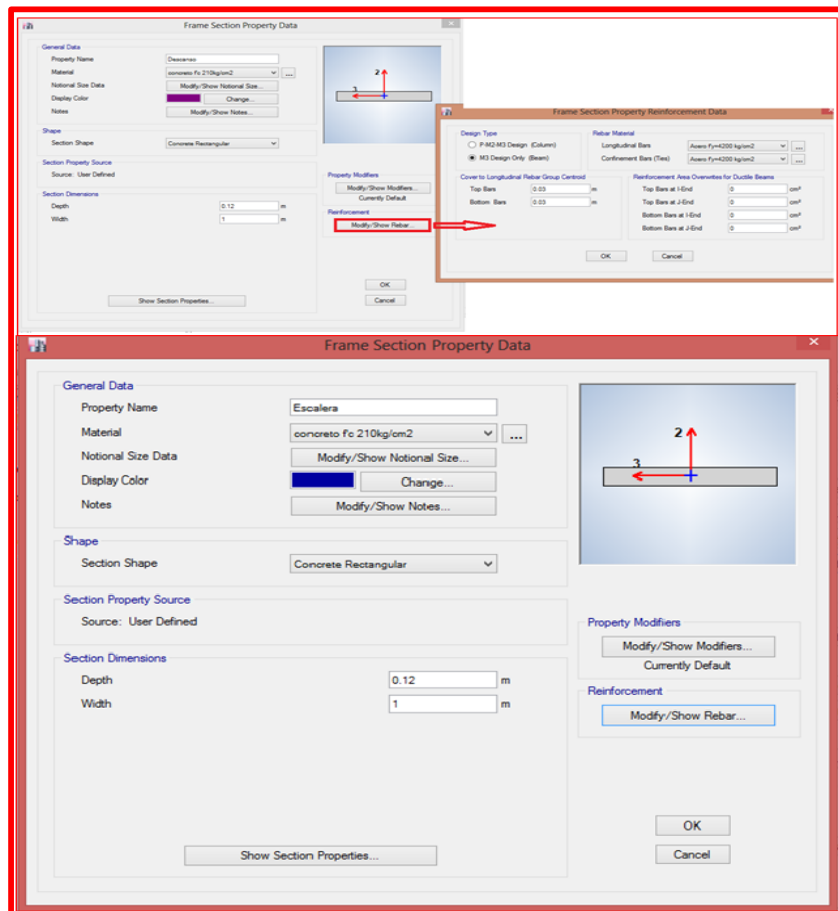 Frame Section Property Data
General Data
Property Name Descanso
Material concreto f'c 210kg/cm2 ...
Notional Size Data Modify/Show Notional Size...
Display Color Change...
Notes Modify/Show Notes...
Shape
Section Shape Concrete Rectangular
Section Property Source
Source: User Defined
Section Dimensions
Depth 0.12 m
Width 1 m
Show Section Properties...
2
3
Property Modifiers
Modify/Show Modifiers...
Currently Default
Reinforcement
Modify/Show Rebar...
OK
Cancel
Frame Section Property Reinforcement Data
Design Type
P-M2-M3 Design (Column)
M3 Design Only (Beam)
Rebar Material
Longitudinal Bars Acero Fy=4200 kg/cm2 ...
Confinement Bars (Ties) Acero Fy=4200 kg/cm2 ...
Cover to Longitudinal Rebar Group Centroid
Top Bars 0.03 m
Bottom Bars 0.03 m
Reinforcement Area Overwrites for Ductile Beams
Top Bars at I-End 0 cm²
Top Bars at J-End 0 cm²
Bottom Bars at I-End 0 cm²
Bottom Bars at J-End 0 cm²
OK Cancel
Frame Section Property Data
General Data
Property Name Escalera
Material concreto f'c 210kg/cm2 ...
Notional Size Data Modify/Show Notional Size...
Display Color Change...
Notes Modify/Show Notes...
Shape
Section Shape Concrete Rectangular
Section Property Source
Source: User Defined
Section Dimensions
Depth 0.12 m
Width 1 m
Show Section Properties...
2
3
Property Modifiers
Modify/Show Modifiers...
Currently Default
Reinforcement
Modify/Show Rebar...
OK
Cancel